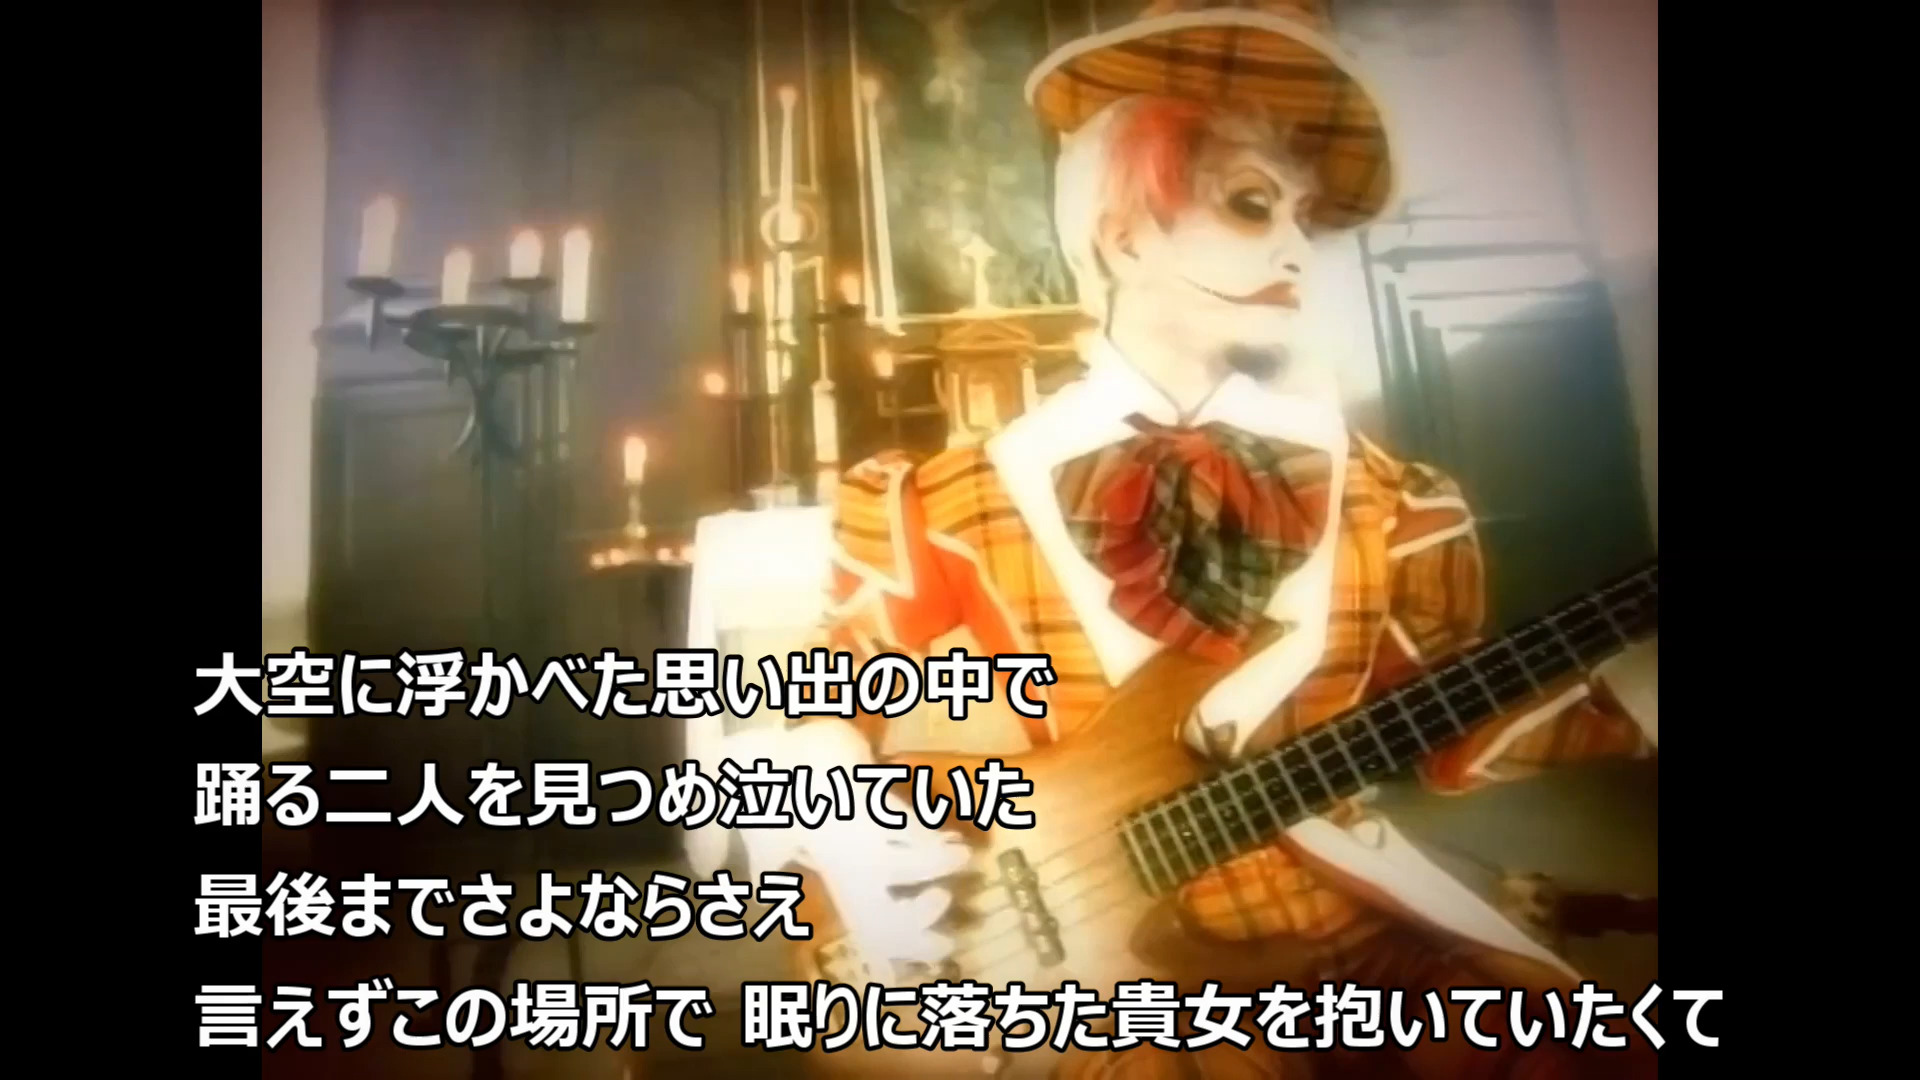 大空に浮かべた思い出の中で
踊る二人を見つめ泣いていた
最後までさよならさえ
言えずこの場所で 眠りに落ちた貴女を抱いていたくて